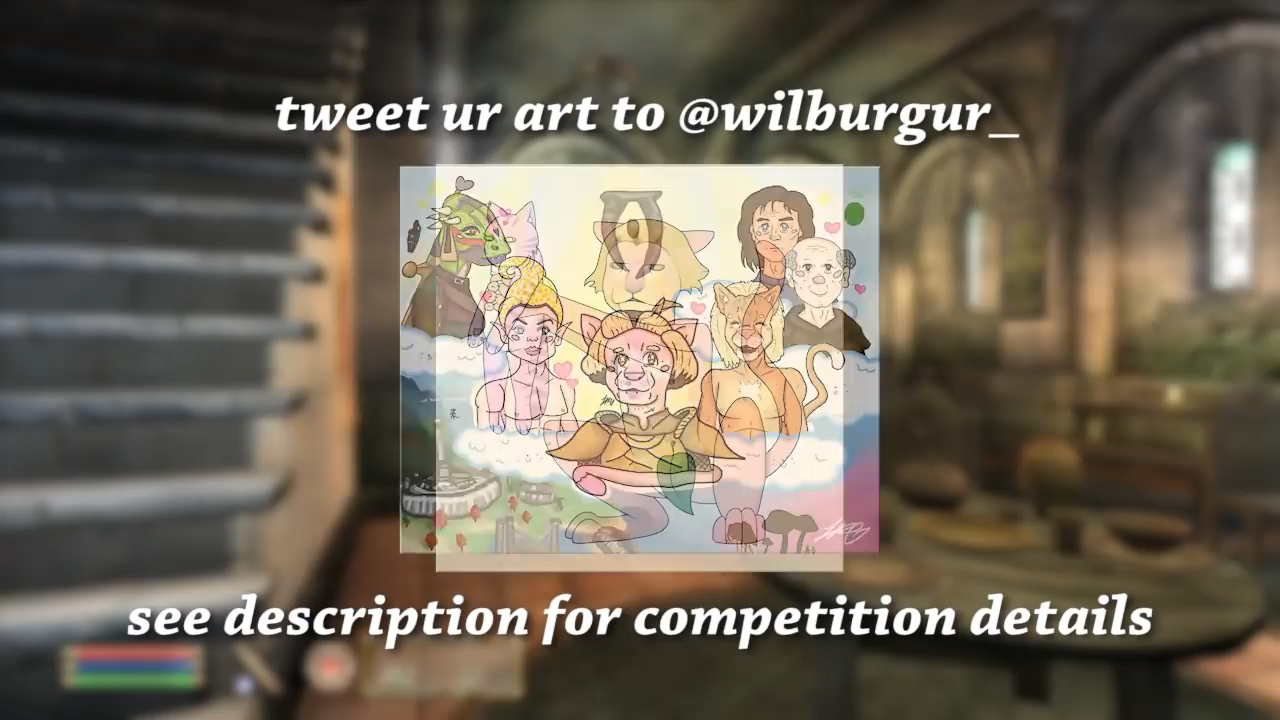 tweet ur art to @wilburgur_
see description for competition details